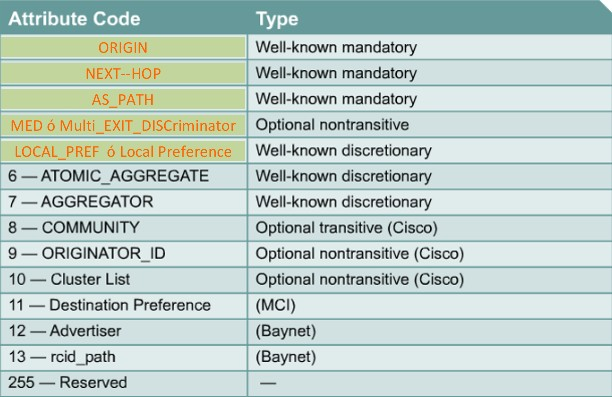 Attribute Code Type
ORIGIN Well-known mandatory
NEXT--HOP Well-known mandatory
AS_PATH Well-known mandatory
MED ó Multi_EXIT_DISCriminator Optional nontransitive
LOCAL_PREF ó Local Preference Well-known discretionary
6 — ATOMIC_AGGREGATE Well-known discretionary
7 — AGGREGATOR Well-known discretionary
8 — COMMUNITY Optional transitive (Cisco)
9 — ORIGINATOR_ID Optional nontransitive (Cisco)
10 — Cluster List Optional nontransitive (Cisco)
11 — Destination Preference (MCI)
12 — Advertiser (Baynet)
13 — rcid_path (Baynet)
255 — Reserved —